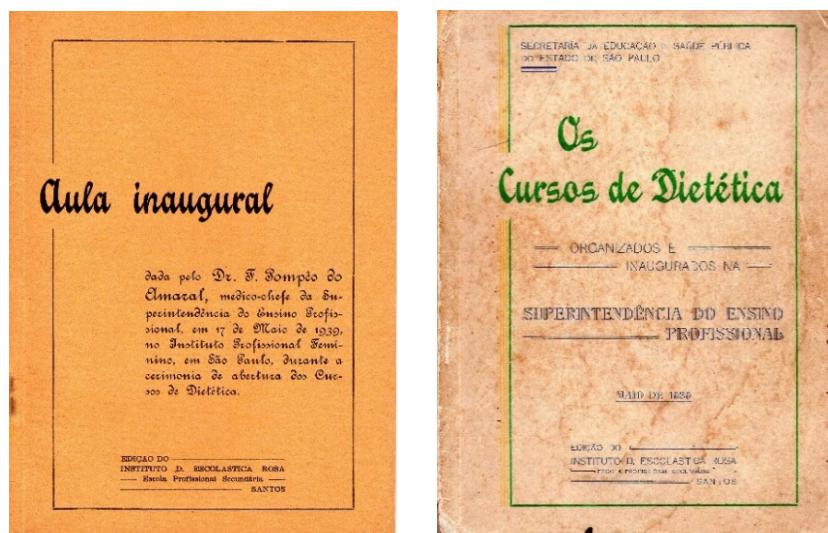 Aula inaugural
dada pelo Dr. F. Pompêo do
Amaral, medico-chefe da Su-
perintendência do Ensino Profis-
sional, em 17 de Maio de 1939,
no Instituto Profissional Femi-
nino, em São Paulo, durante a
cerimonia de abertura dos Cur-
sos de Dietética.
EDIÇÃO DO
INSTITUTO D. ESCOLASTICA ROSA
Escola Profissional Secundária
SANTOS
SECRETARIA DA EDUCAÇÃO E SAÚDE PÚBLICA
DO ESTADO DE SÃO PAULO
Os
Cursos de Dietética
ORGANIZADOS E
INAUGURADOS NA
SUPERINTENDÊNCIA DO ENSINO
PROFISSIONAL
MAIO DE 1939
EDIÇÃO DO
INSTITUTO D. ESCOLASTICA ROSA
SANTOS